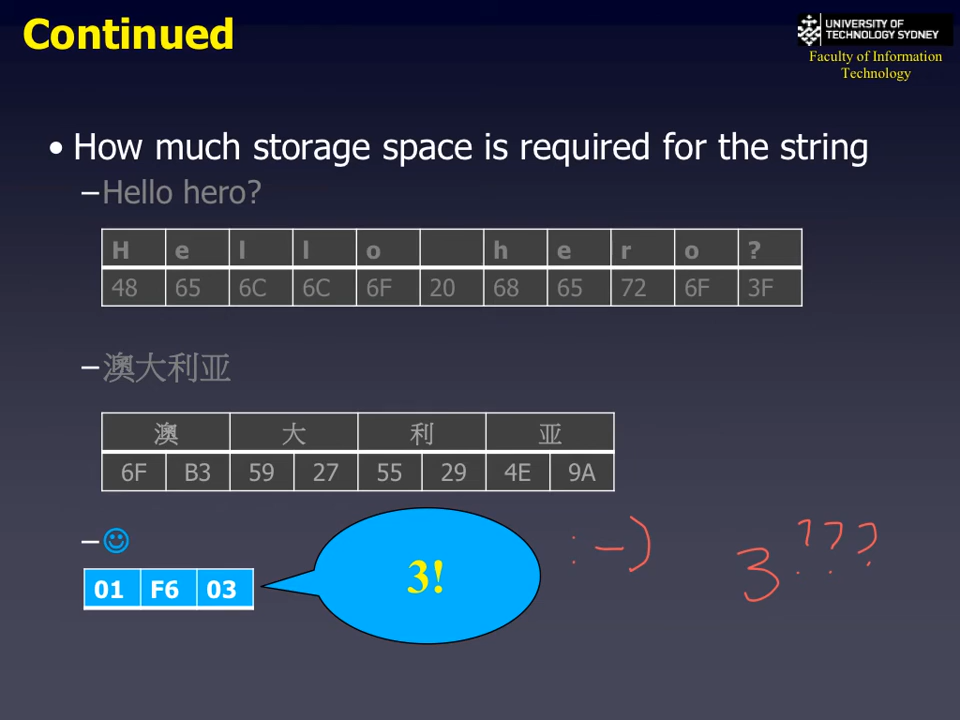 Continued
UNIVERSITY OF
TECHNOLOGY SYDNEY
Faculty of Information
Technology
• How much storage space is required for the string
–Hello hero?
H e l l o h e r o ?
48 65 6C 6C 6F 20 68 65 72 6F 3F
–澳大利亚
澳 大 利 亚
6F B3 59 27 55 29 4E 9A
–☺
01 F6 03
3!
:-)
3???